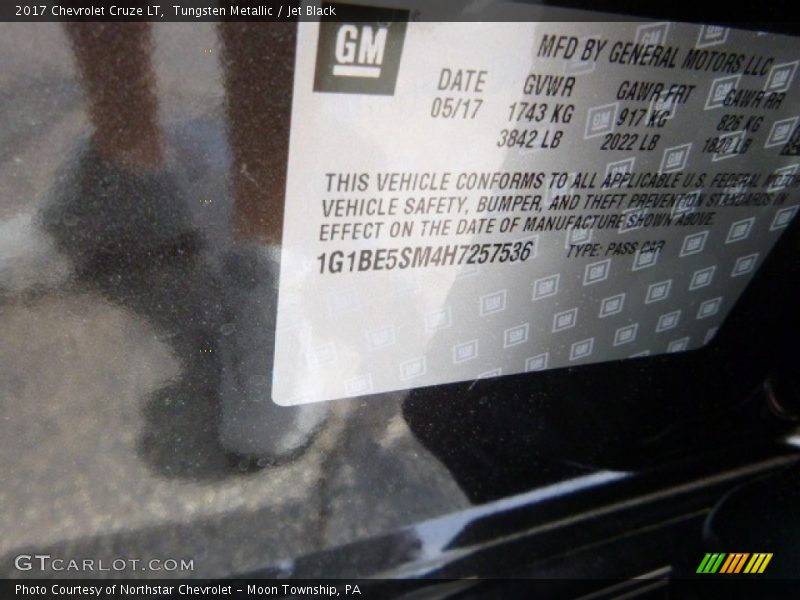 2017 Chevrolet Cruze LT, Tungsten Metallic / Jet Black
GM
MFD BY GENERAL MOTORS LLC
DATE GVWR GAWR FRT GAWR RR
05/17 1743 KG 917 KG 826 KG
3842 LB 2022 LB 1820 LB
THIS VEHICLE CONFORMS TO ALL APPLICABLE U.S. FEDERAL MOTOR
VEHICLE SAFETY, BUMPER, AND THEFT PREVENTION STANDARDS IN
EFFECT ON THE DATE OF MANUFACTURE SHOWN ABOVE.
1G1BE5SM4H7257536 TYPE: PASS CAR
GTCARLOT.COM
Photo Courtesy of Northstar Chevrolet - Moon Township, PA